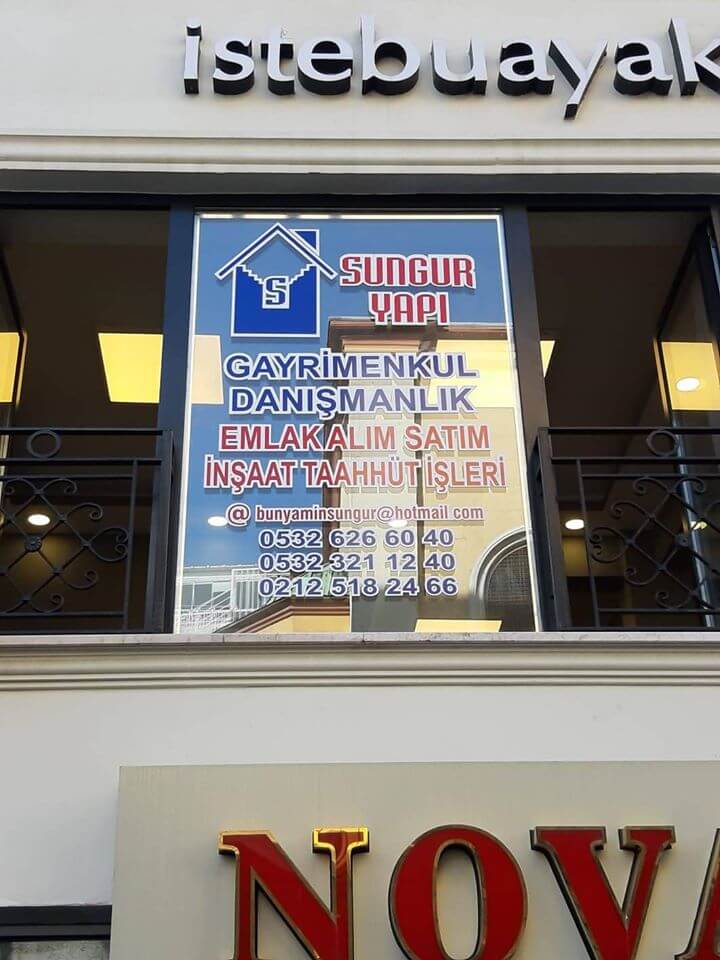 istebuayak
S
SUNGUR
YAPI
GAYRİMENKUL
DANIŞMANLIK
EMLAK ALIM SATIM
İNŞAAT TAAHHÜT İŞLERİ
@ bunyaminsungur@hotmail com
0532 626 60 40
0532 321 12 40
0212 518 24 66
NOVA